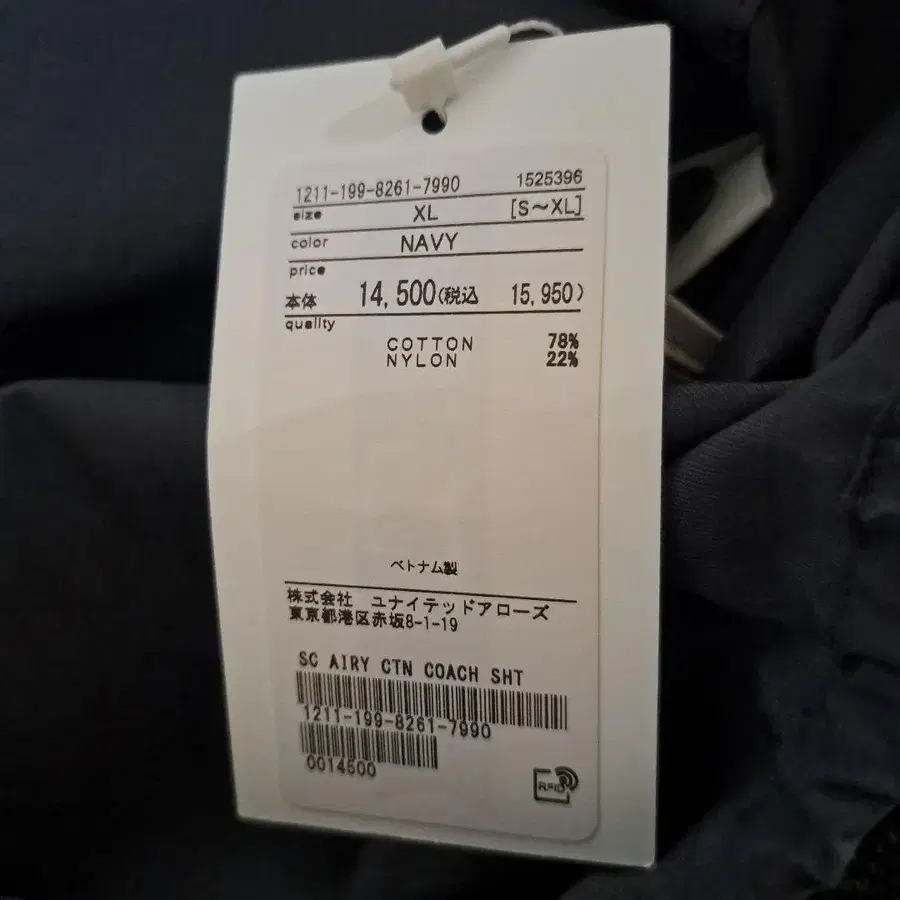 1211-199-8261-7990 1525396
size XL [S~XL]
color NAVY
price
本体 14,500(税込 15,950)
quality
COTTON 78%
NYLON 22%
ベトナム製
株式会社 ユナイテッドアローズ
東京都港区赤坂8-1-19
SC AIRY CTN COACH SHT
1211-199-8261-7990
0014500
RFID